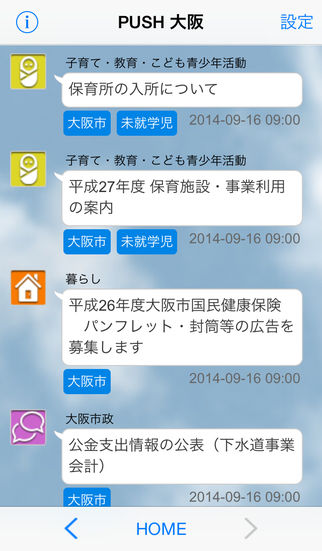 PUSH 大阪
設定
子育て・教育・こども青少年活動
保育所の入所について
大阪市
未就学児
2014-09-16 09:00
子育て・教育・こども青少年活動
平成27年度 保育施設・事業利用
の案内
大阪市
未就学児
2014-09-16 09:00
暮らし
平成26年度大阪市国民健康保険
パンフレット・封筒等の広告を
募集します
大阪市
2014-09-16 09:00
大阪市政
公金支出情報の公表（下水道事業
会計）
大阪市
2014-09-16 09:00
HOME